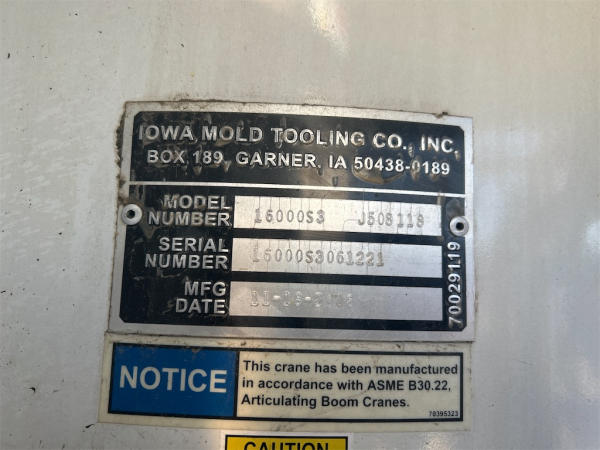 IOWA MOLD TOOLING CO., INC.
BOX 189, GARNER, IA 50438-0189
MODEL NUMBER 16000S3 J508118
SERIAL NUMBER 16000S3061221
MFG DATE
70029119
NOTICE
This crane has been manufactured
in accordance with ASME B30.22,
Articulating Boom Cranes.
70395323
CAUTION